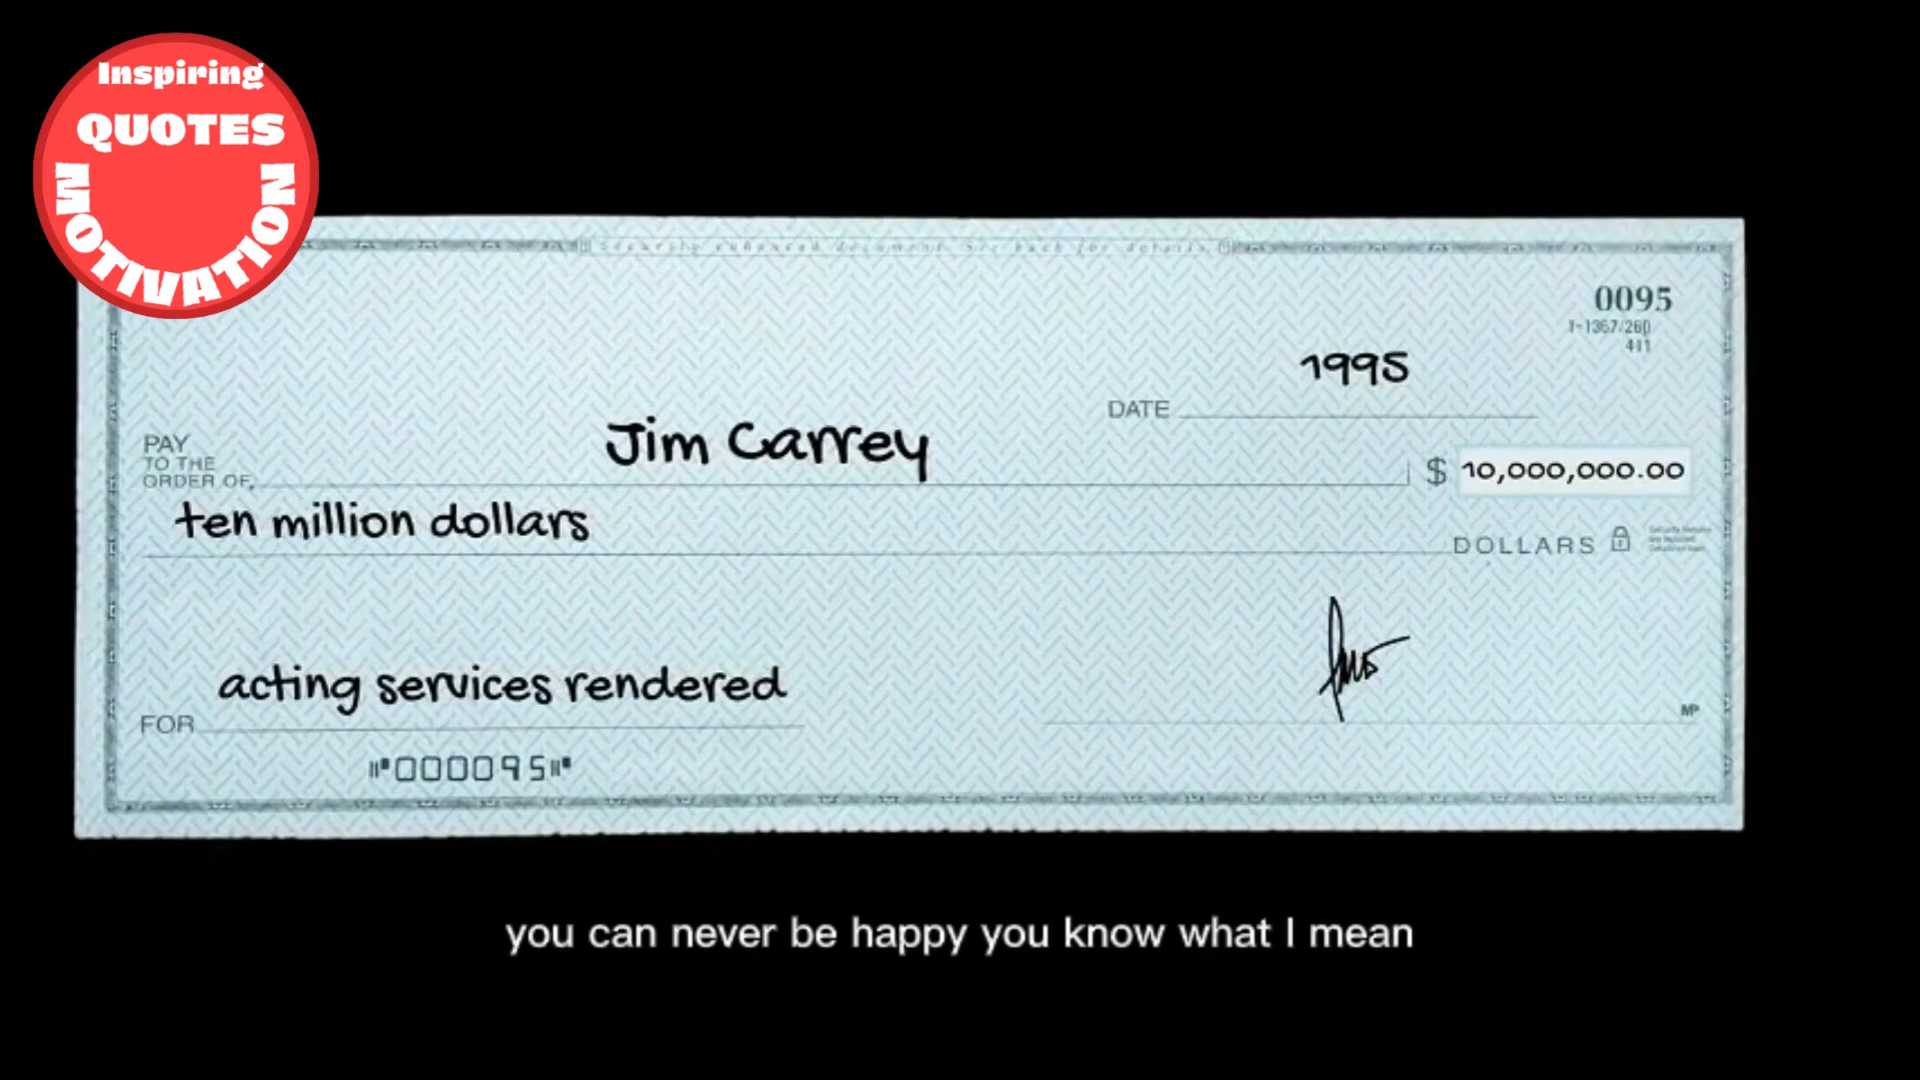 Inspiring
QUOTES
MOTIVATION
0095
1-1367/260
411
1995
DATE
PAY
TO THE
ORDER OF
Jim Carrey
$ 10,000,000.00
ten million dollars
DOLLARS
acting services rendered
FOR
MP
000095
you can never be happy you know what I mean